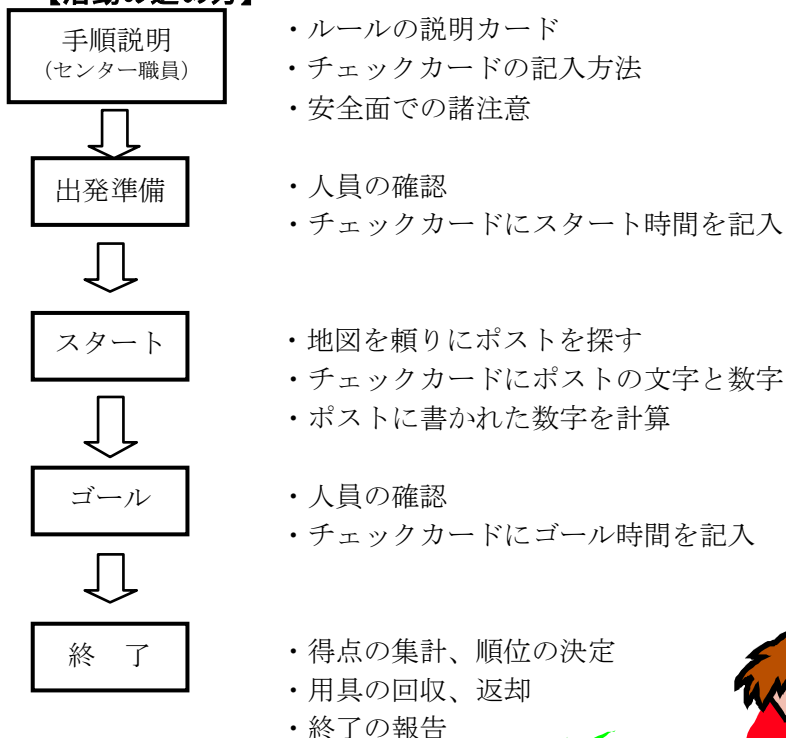 【活動の進め方】
手順説明
(センター職員)
・ルールの説明カード
・チェックカードの記入方法
・安全面での諸注意
出発準備
・人員の確認
・チェックカードにスタート時間を記入
スタート
・地図を頼りにポストを探す
・チェックカードにポストの文字と数字
・ポストに書かれた数字を計算
ゴール
・人員の確認
・チェックカードにゴール時間を記入
終　了
・得点の集計、順位の決定
・用具の回収、返却
・終了の報告